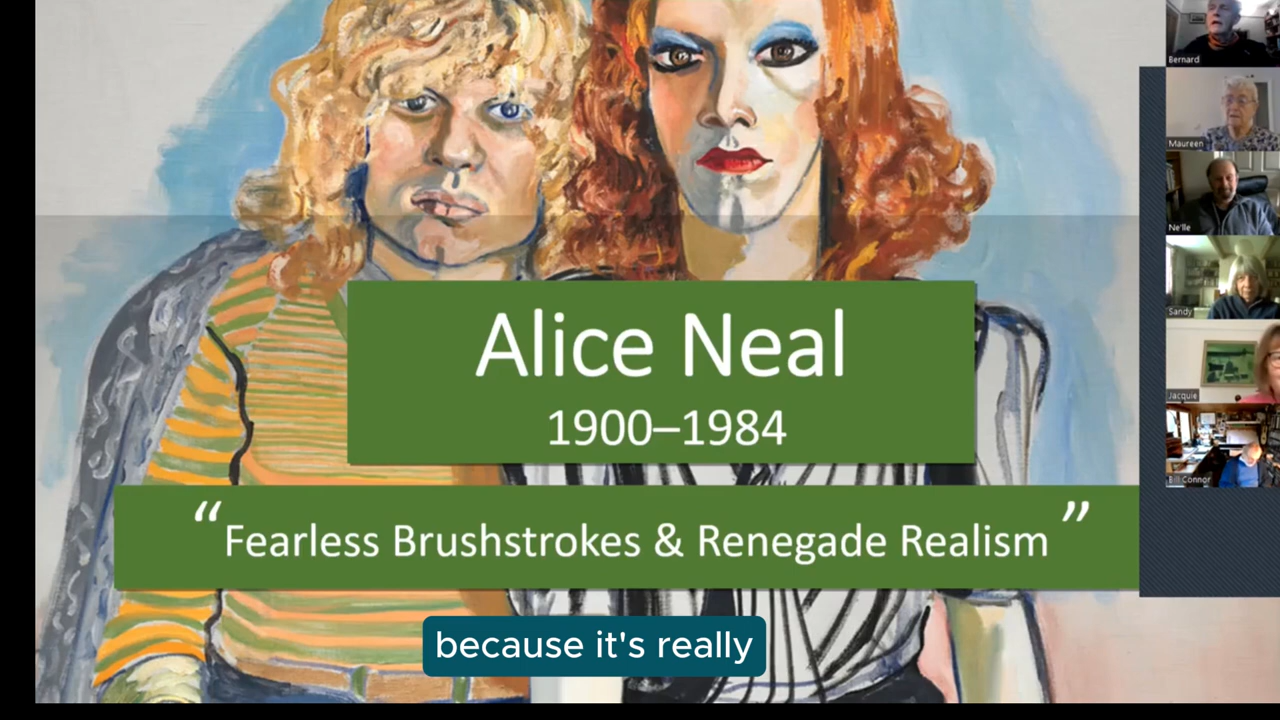 Alice Neal
1900–1984
“Fearless Brushstrokes & Renegade Realism”
because it's really
Bernard
Maureen
Ne'lle
Sandy
Jacquie
Bill Connor